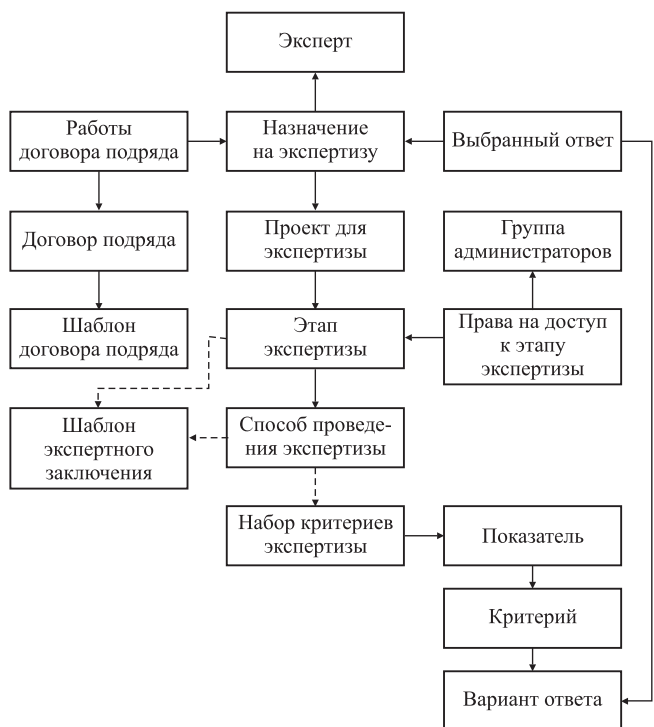 Эксперт
Работы
договора подряда
Назначение
на экспертизу
Выбранный ответ
Договор подряда
Проект для
экспертизы
Группа
администраторов
Шаблон
договора подряда
Этап
экспертизы
Права на доступ
к этапу
экспертизы
Шаблон
экспертного
заключения
Способ проведе-
ния экспертизы
Набор критериев
экспертизы
Показатель
Критерий
Вариант ответа